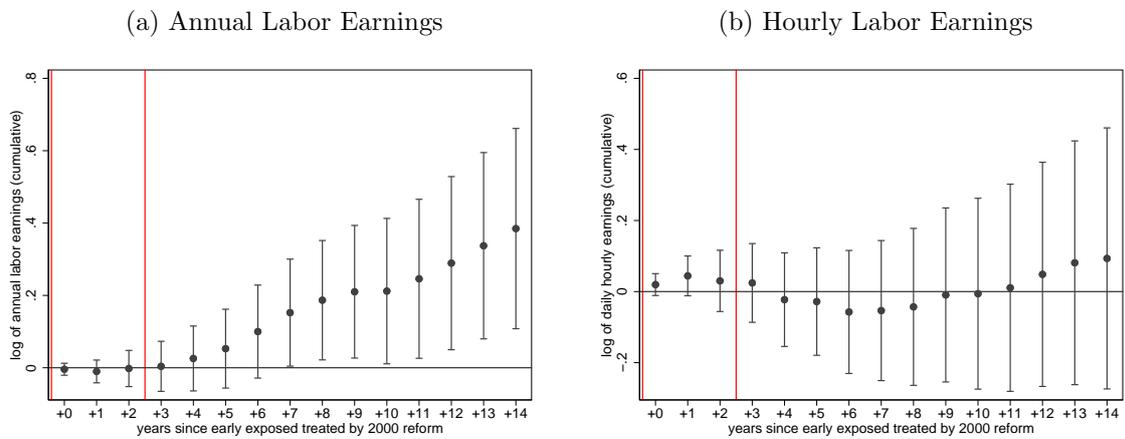 (a) Annual Labor Earnings
log of annual labor earnings (cumulative)
.8
.6
.4
.2
0
+0 +1 +2 +3 +4 +5 +6 +7 +8 +9 +10 +11 +12 +13 +14
years since early exposed treated by 2000 reform
(b) Hourly Labor Earnings
log of daily hourly earnings (cumulative)
.6
.4
.2
0
-.2
+0 +1 +2 +3 +4 +5 +6 +7 +8 +9 +10 +11 +12 +13 +14
years since early exposed treated by 2000 reform